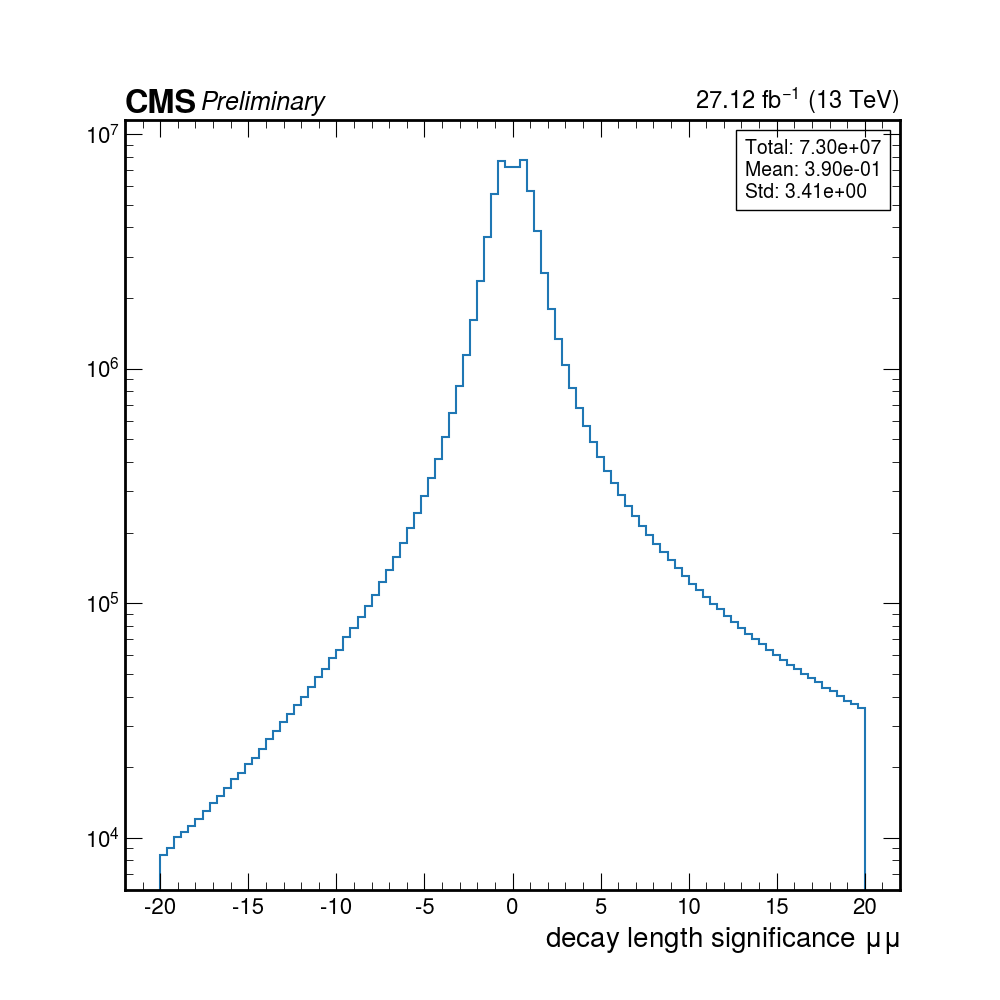 CMS Preliminary 27.12 fb⁻¹ (13 TeV)
10⁷
Total: 7.30e+07
Mean: 3.90e-01
Std: 3.41e+00
10⁶
10⁵
10⁴
-20 -15 -10 -5 0 5 10 15 20
decay length significance μμ